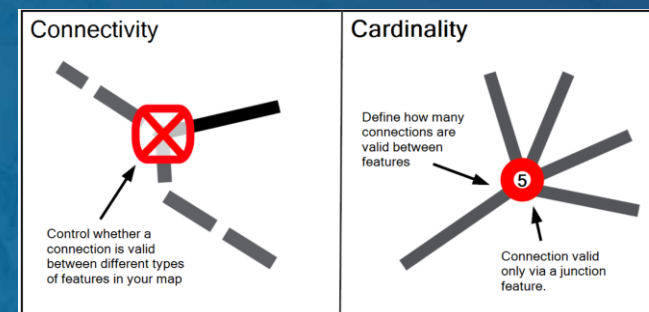 Connectivity
Control whether a
connection is valid
between different types
of features in your map
Cardinality
Define how many
connections are
valid between
features
5
Connection valid
only via a junction
feature.